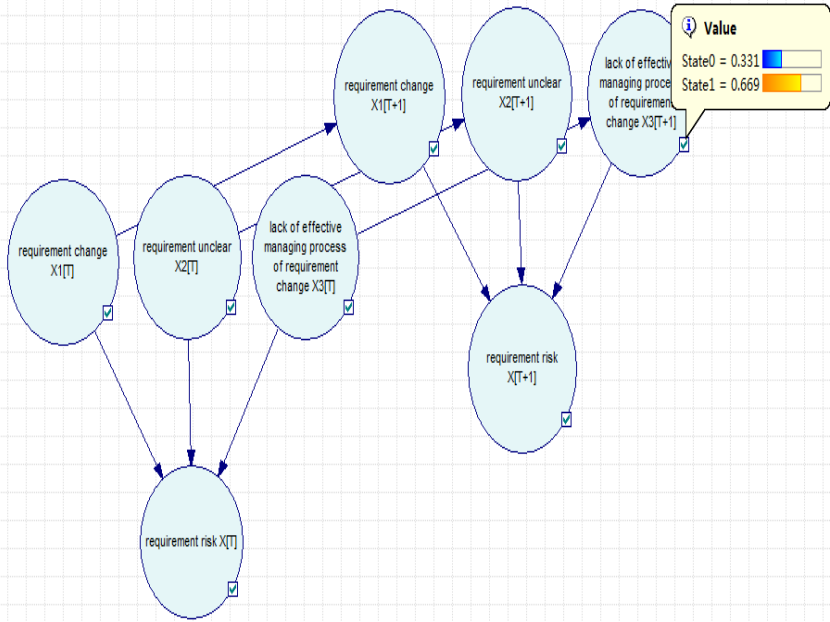 requirement change
X1[T+1]
requirement unclear
X2[T+1]
lack of effective
managing process
of requirement
change X3[T+1]
Value
State0 = 0.331
State1 = 0.669
requirement change
X1[T]
requirement unclear
X2[T]
lack of effective
managing process
of requirement
change X3[T]
requirement risk
X[T+1]
requirement risk X[T]